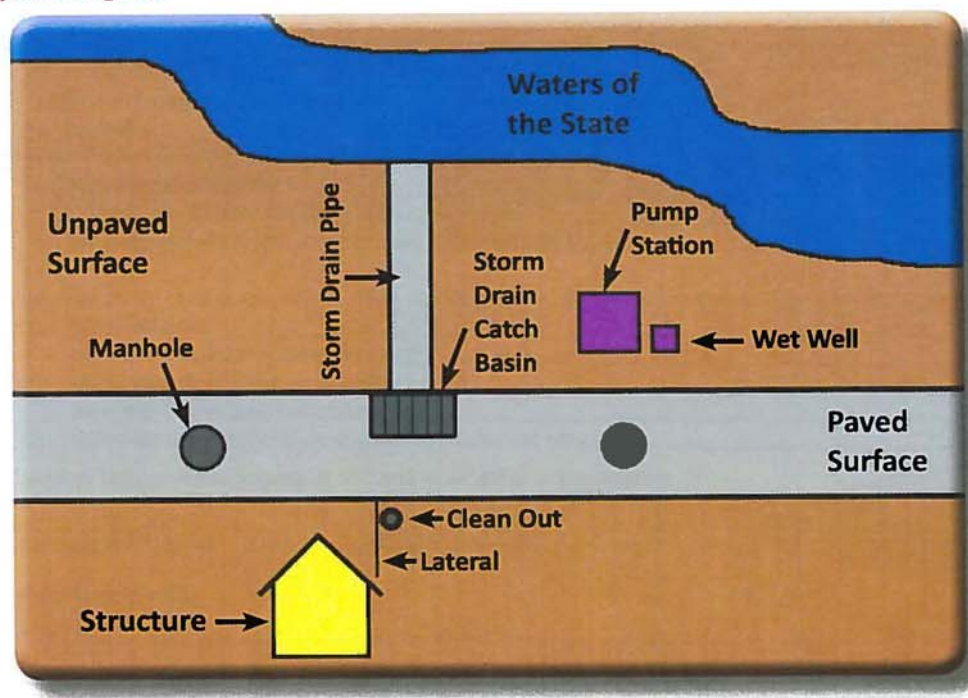 Waters of
the State
Unpaved
Surface
Storm Drain Pipe
Pump
Station
Storm
Drain
Catch
Basin
Manhole
Wet Well
Paved
Surface
Clean Out
Lateral
Structure